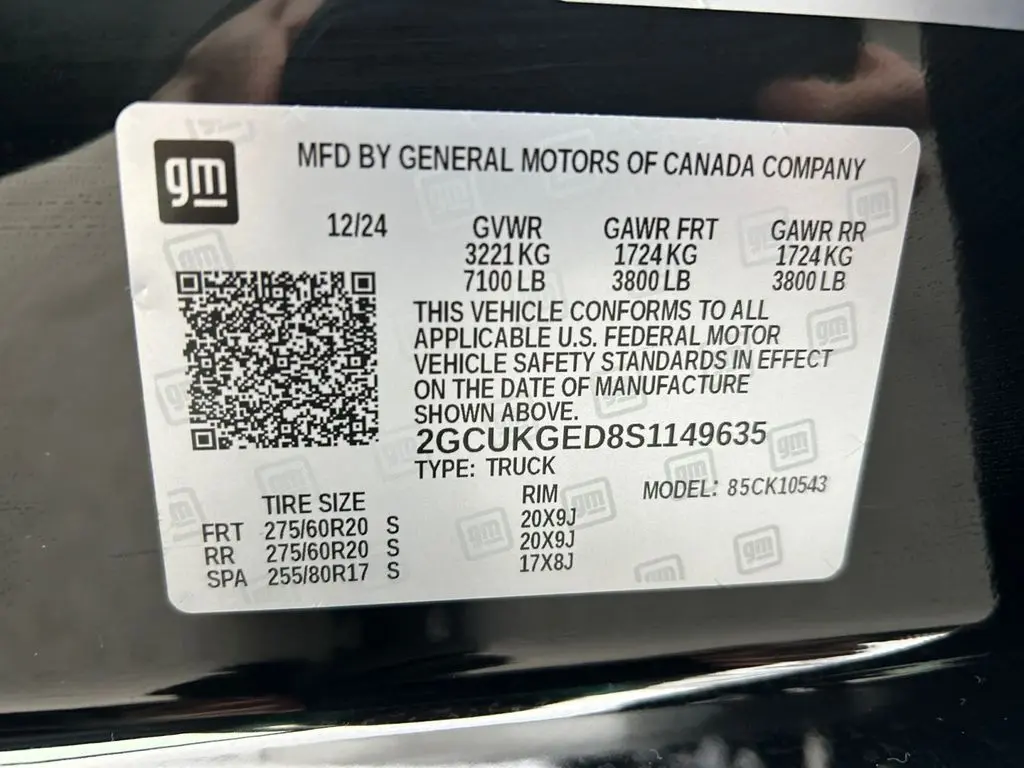 gm
MFD BY GENERAL MOTORS OF CANADA COMPANY
12/24 GVWR GAWR FRT GAWR RR
3221 KG 1724 KG 1724 KG
7100 LB 3800 LB 3800 LB
THIS VEHICLE CONFORMS TO ALL
APPLICABLE U.S. FEDERAL MOTOR
VEHICLE SAFETY STANDARDS IN EFFECT
ON THE DATE OF MANUFACTURE
SHOWN ABOVE.
2GCUKGED8S1149635
TYPE: TRUCK
MODEL: 85CK10543
TIRE SIZE RIM
FRT 275/60R20 S 20X9J
RR 275/60R20 S 20X9J
SPA 255/80R17 S 17X8J